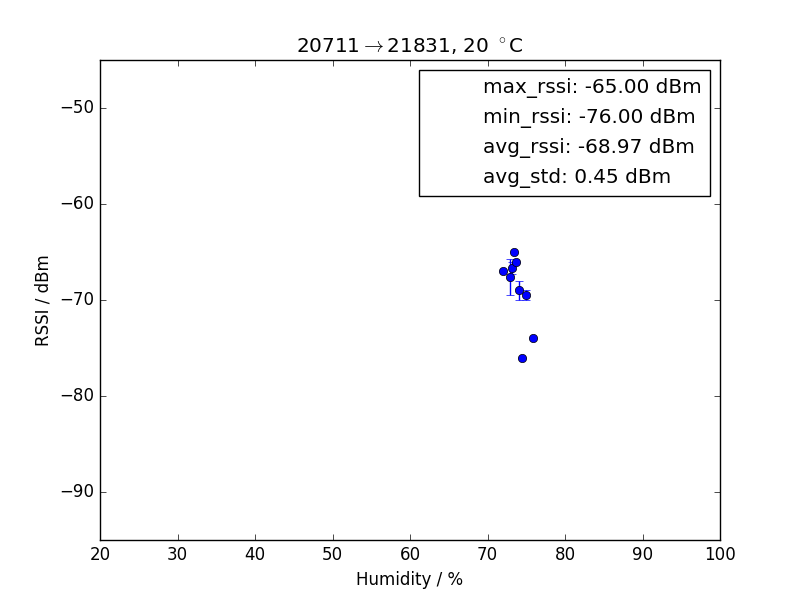 20711→21831, 20 °C
max_rssi: -65.00 dBm
min_rssi: -76.00 dBm
avg_rssi: -68.97 dBm
avg_std: 0.45 dBm
RSSI / dBm
−50
−60
−70
−80
−90
20 30 40 50 60 70 80 90 100
Humidity / %